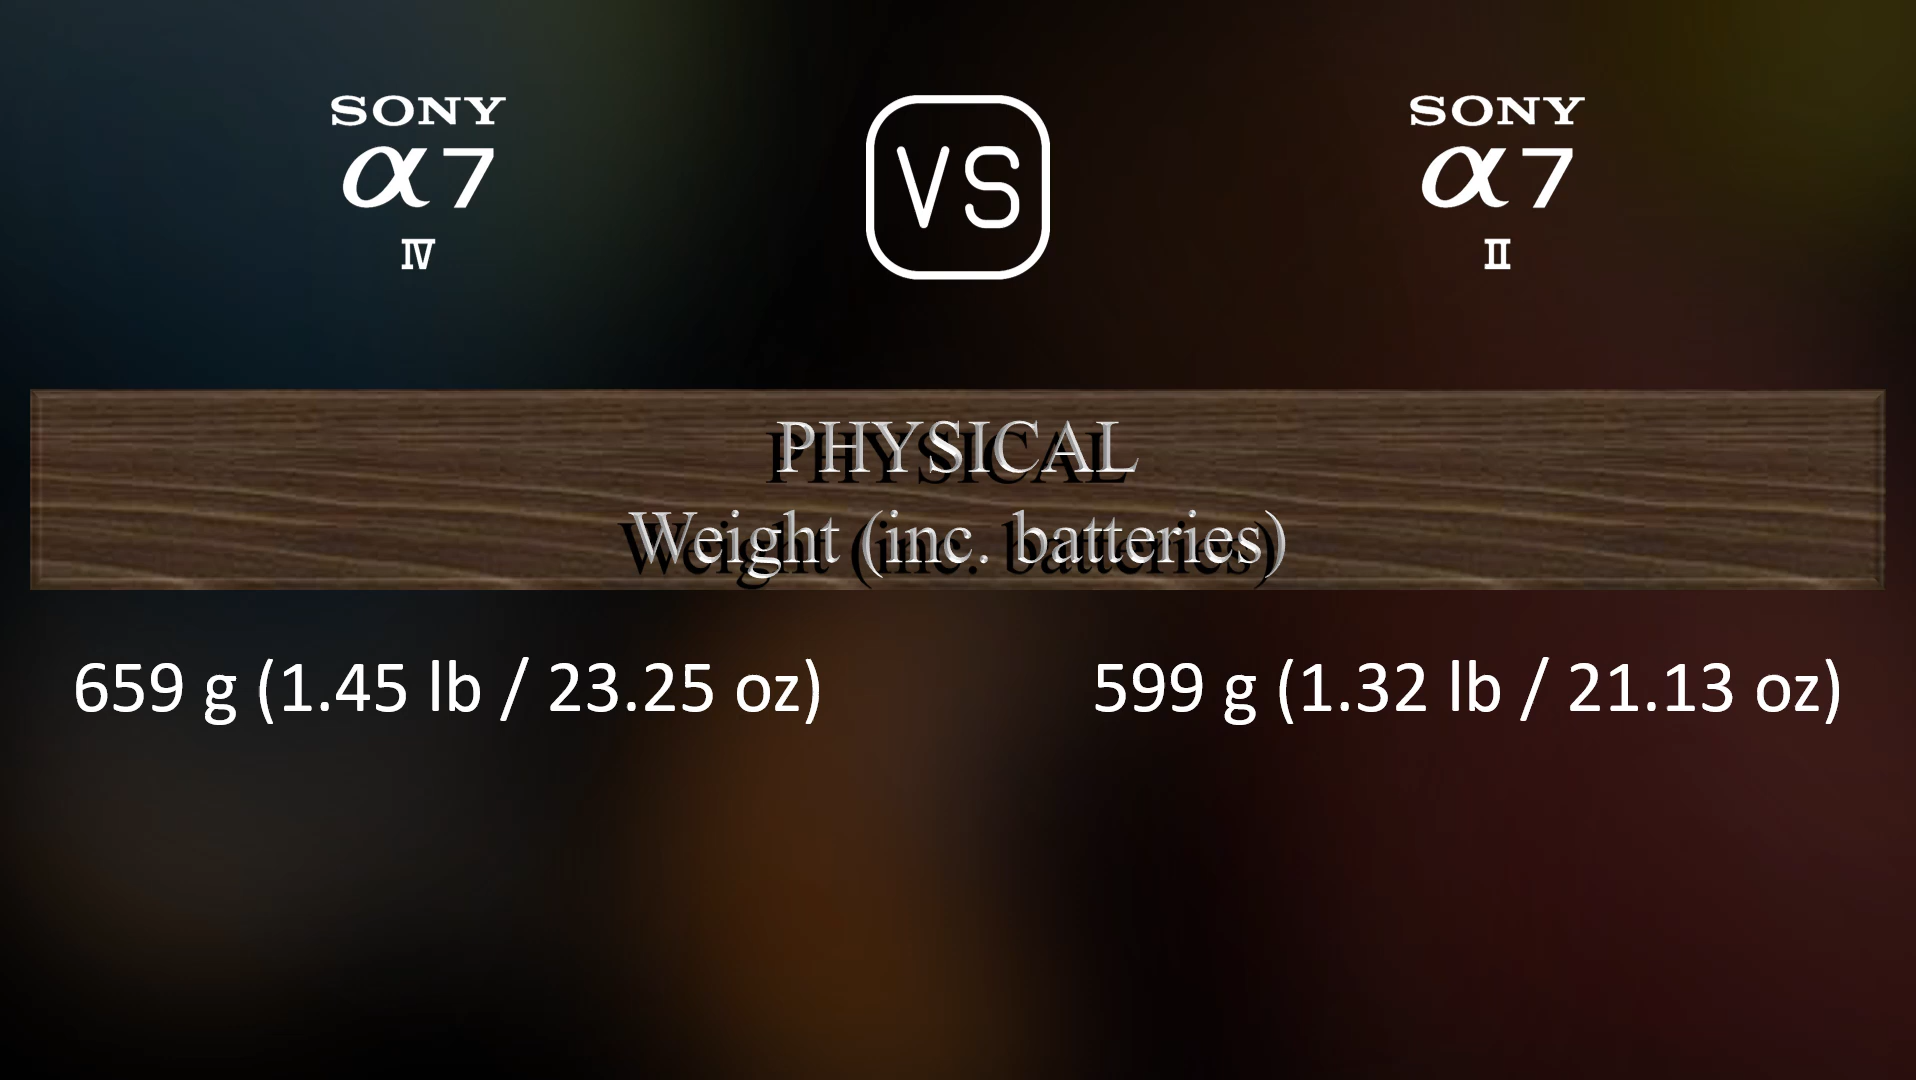 SONY
α7
IV
VS
SONY
α7
II
PHYSICAL
Weight (inc. batteries)
659 g (1.45 lb / 23.25 oz)
599 g (1.32 lb / 21.13 oz)